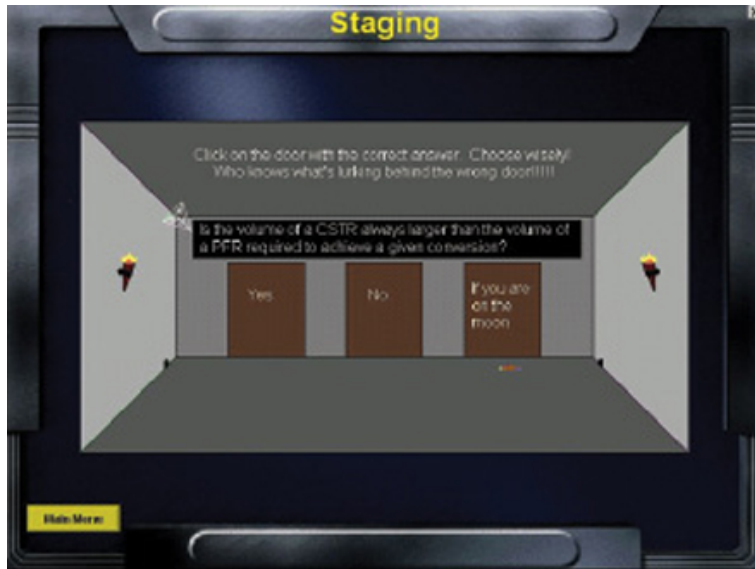 Staging
Click on the door with the correct answer. Choose wisely!
Who knows what's lurking behind the wrong door!!!!!
Is the volume of a CSTR always larger than the volume of
a PFR required to achieve a given conversion?
Yes
No
If you are
on the
moon
Main Menu